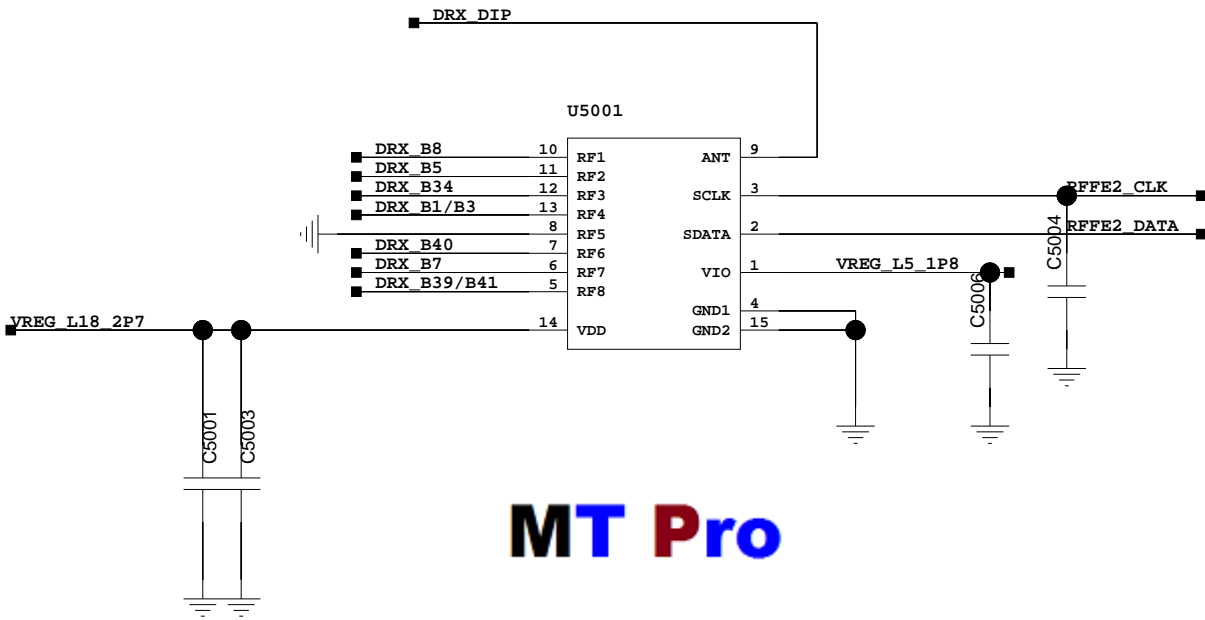 DRX_DIP
U5001
DRX_B8 10 RF1 ANT 9
DRX_B5 11 RF2
DRX_B34 12 RF3 SCLK 3 RFFE2_CLK
DRX_B1/B3 13 RF4
8 RF5 SDATA 2 RFFE2_DATA
DRX_B40 7 RF6
DRX_B7 6 RF7 VIO 1 VREG_L5_1P8
DRX_B39/B41 5 RF8
GND1 4
VREG_L18_2P7 14 VDD GND2 15
C5004
C5006
C5001
C5003
MT Pro